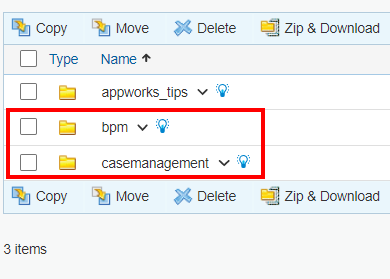 Copy Move Delete Zip & Download
Type Name
appworks_tips
bpm
casemanagement
Copy Move Delete Zip & Download
3 items